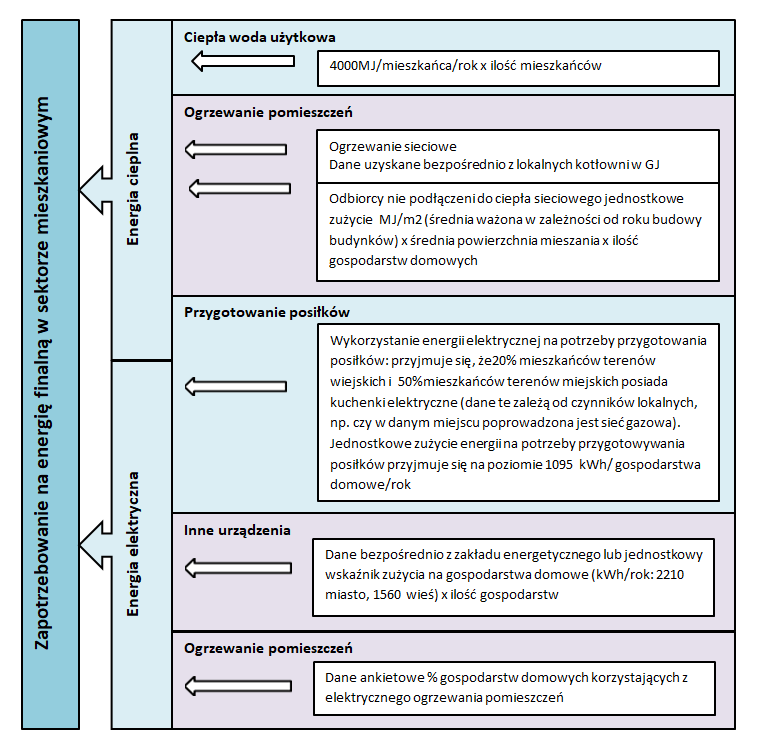 Zapotrzebowanie na energię finalną w sektorze mieszkaniowym
Energia cieplna
Ciepła woda użytkowa
4000MJ/mieszkańca/rok x ilość mieszkańców
Ogrzewanie pomieszczeń
Ogrzewanie sieciowe
Dane uzyskane bezpośrednio z lokalnych kotłowni w GJ
Odbiorcy nie podłączeni do ciepła sieciowego jednostkowe
zużycie MJ/m2 (średnia ważona w zależności od roku budowy
budynków) x średnia powierzchnia mieszania x ilość
gospodarstw domowych
Energia elektryczna
Przygotowanie posiłków
Wykorzystanie energii elektrycznej na potrzeby przygotowania
posiłków: przyjmuje się, że20% mieszkańców terenów
wiejskich i 50%mieszkańców terenów miejskich posiada
kuchenki elektryczne (dane te zależą od czynników lokalnych,
np. czy w danym miejscu poprowadzona jest sieć gazowa).
Jednostkowe zużycie energii na potrzeby przygotowywania
posiłków przyjmuje się na poziomie 1095 kWh/ gospodarstwa
domowe/rok
Inne urządzenia
Dane bezpośrednio z zakładu energetycznego lub jednostkowy
wskaźnik zużycia na gospodarstwa domowe (kWh/rok: 2210
miasto, 1560 wieś) x ilość gospodarstw
Ogrzewanie pomieszczeń
Dane ankietowe % gospodarstw domowych korzystających z
elektrycznego ogrzewania pomieszczeń